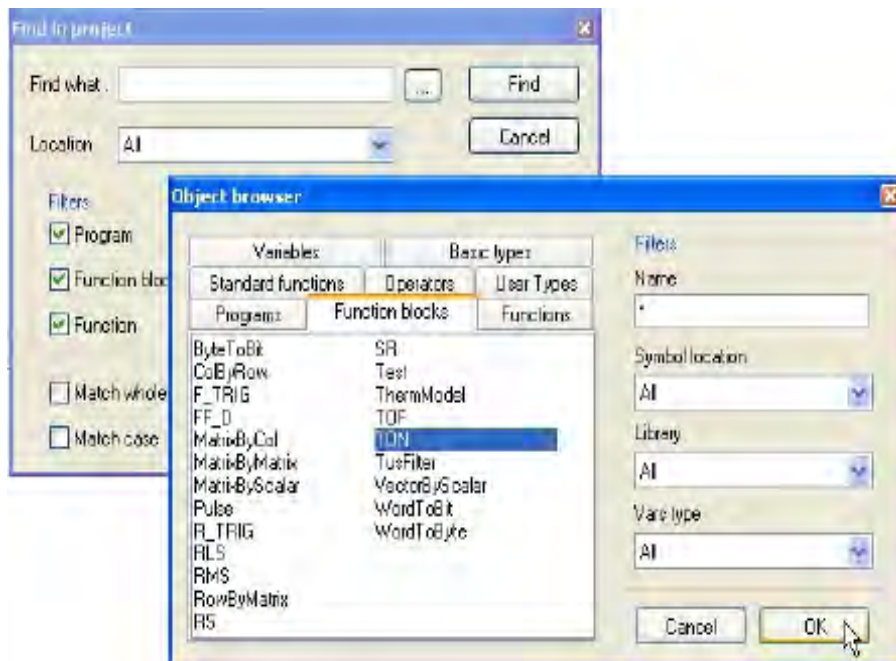 Find in project
Find what .
...
Find
Location
All
Cancel
Filters
Program
Function bloc
Function
Match whole
Match case
Object browser
Variables
Basic types
Standard functions
Operators
User Types
Programs
Function blocks
Functions
ByteToBit
CoByRow
F_TRIG
FF_D
MatrixByCol
MatrixByMatrix
MatrixByScalar
Pulse
R_TRIG
RLS
RMS
RowByMatrix
RS
SR
Test
ThermModel
TOF
TON
TusFilter
VectorByScaler
WordToBit
WordToByte
Filters
Name
*
Symbol location
All
Library
All
Vars type
All
Cancel
OK